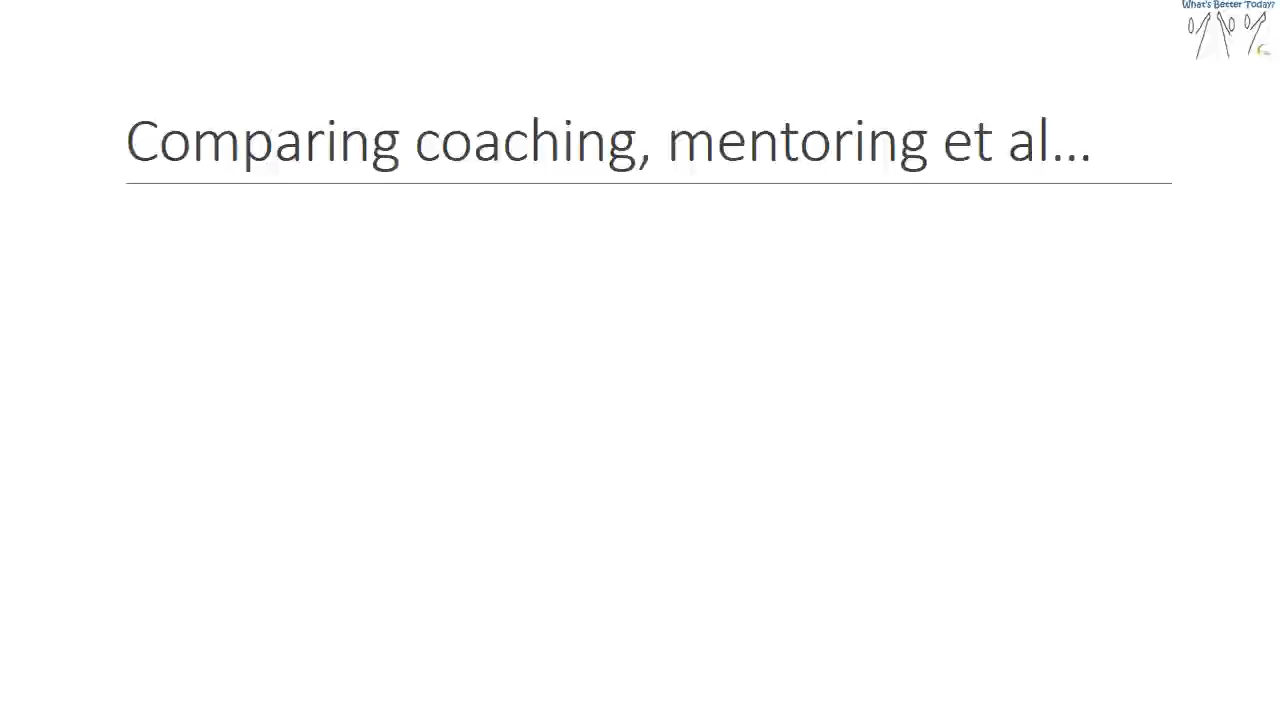 What's Better Today?
Comparing coaching, mentoring et al...